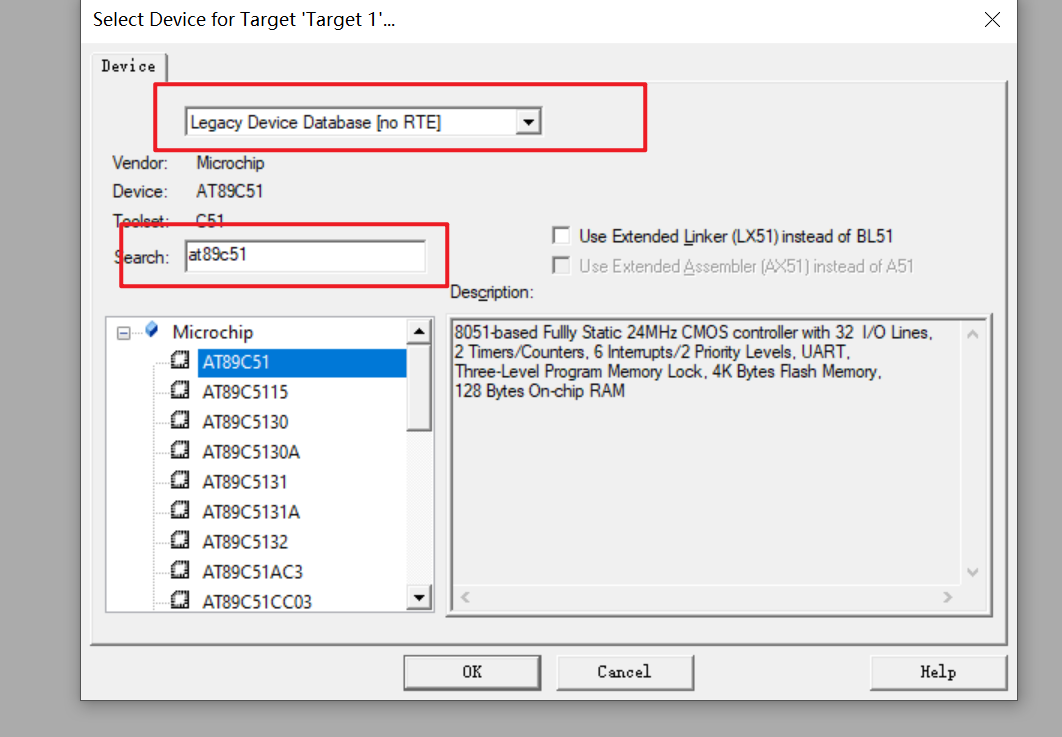 Select Device for Target 'Target 1'...
Device
Legacy Device Database [no RTE]
Vendor: Microchip
Device: AT89C51
Toolset: C51
Search: at89c51
Use Extended Linker (LX51) instead of BL51
Use Extended Assembler (AX51) instead of A51
Description:
Microchip
AT89C51
AT89C5115
AT89C5130
AT89C5130A
AT89C5131
AT89C5131A
AT89C5132
AT89C51AC3
AT89C51CC03
8051-based Fullly Static 24MHz CMOS controller with 32 I/O Lines,
2 Timers/Counters, 6 Interrupts/2 Priority Levels, UART,
Three-Level Program Memory Lock, 4K Bytes Flash Memory,
128 Bytes On-chip RAM
OK Cancel Help